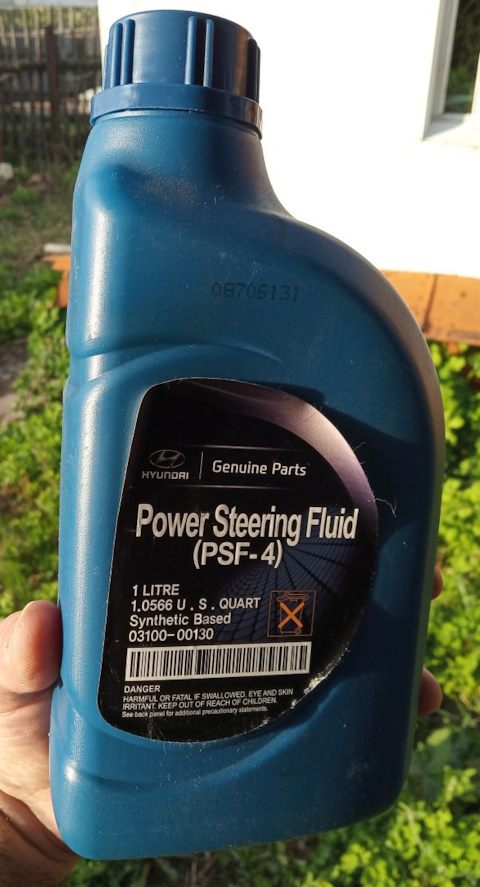 08706131
HYUNDAI
Genuine Parts
Power Steering Fluid
(PSF-4)
1 LITRE
1.0566 U . S . QUART
Synthetic Based
03100-00130
DANGER
HARMFUL OR FATAL IF SWALLOWED. EYE AND SKIN
IRRITANT. KEEP OUT OF REACH OF CHILDREN.
See back panel for additional precautionary statements.